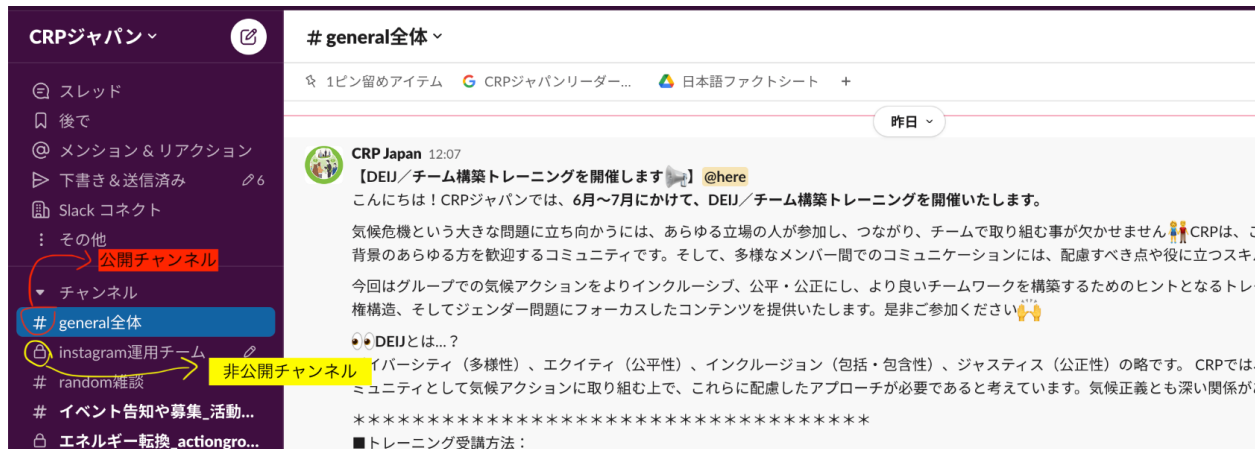 CRPジャパン
スレッド
後で
メンション & リアクション
下書き & 送信済み 6
Slack コネクト
その他
公開チャンネル
チャンネル
# general全体
instagram運用チーム
非公開チャンネル
# random雑談
# イベント告知や募集_活動...
エネルギー転換_actiongro...
# general全体
1ピン留めアイテム CRPジャパンリーダー... 日本語ファクトシート +
昨日
CRP Japan 12:07
【DEIJ／チーム構築トレーニングを開催します】 @here
こんにちは！CRPジャパンでは、6月〜7月にかけて、DEIJ／チーム構築トレーニングを開催いたします。
気候危機という大きな問題に立ち向かうには、あらゆる立場の人が参加し、つながり、チームで取り組む事が欠かせません CRPは、
背景のあらゆる方を歓迎するコミュニティです。そして、多様なメンバー間でのコミュニケーションには、配慮すべき点や役に立つスキ
今回はグループでの気候アクションをよりインクルーシブ、公平・公正にし、より良いチームワークを構築するためのヒントとなるトレ
権構造、そしてジェンダー問題にフォーカスしたコンテンツを提供いたします。是非ご参加ください
DEIJとは...？
イバーシティ（多様性）、エクイティ（公平性）、インクルージョン（包括・包含性）、ジャスティス（公正性）の略です。 CRPでは
ミュニティとして気候アクションに取り組む上で、これらに配慮したアプローチが必要であると考えています。気候正義とも深い関係が
＊＊＊＊＊＊＊＊＊＊＊＊＊＊＊＊＊＊＊＊＊＊＊＊＊＊＊＊＊＊＊＊＊＊＊
■トレーニング受講方法：